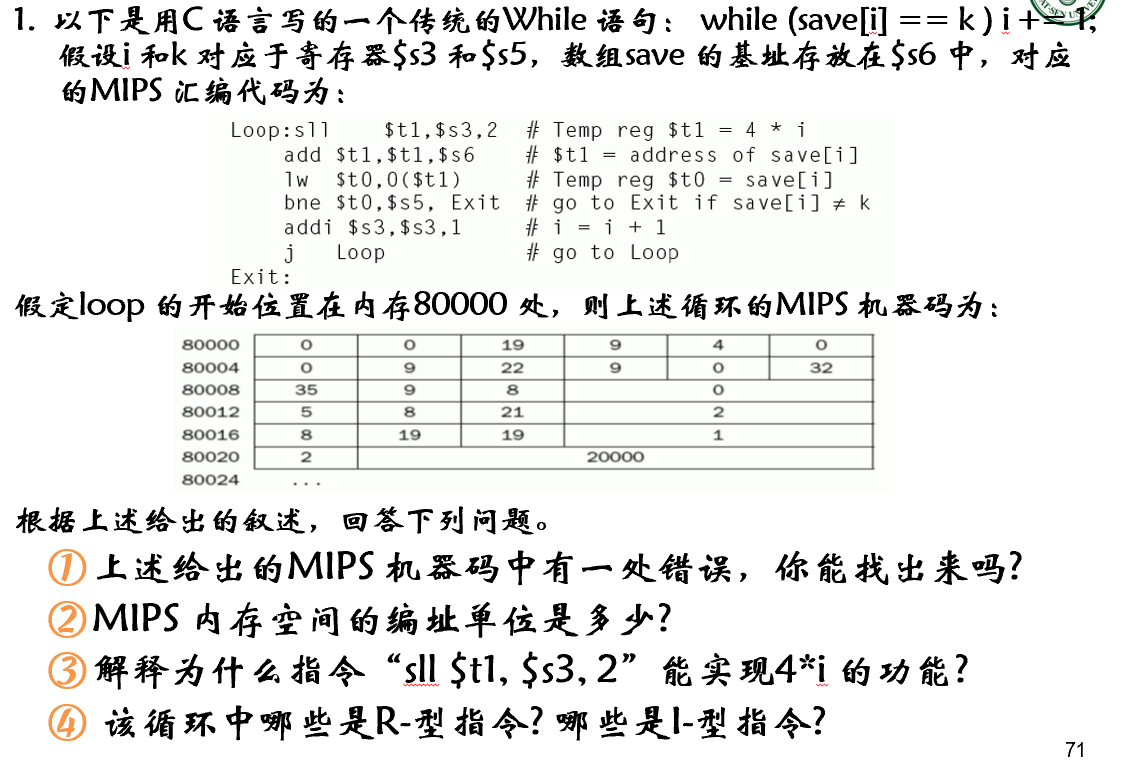 1. 以下是用C 语言写的一个传统的While 语句： while (save[i] == k ) i += 1;
假设i 和k 对应于寄存器$s3 和$s5，数组save 的基址存放在$s6 中，对应
的MIPS 汇编代码为：
Loop:sll $t1,$s3,2 # Temp reg $t1 = 4 * i
add $t1,$t1,$s6 # $t1 = address of save[i]
lw $t0,0($t1) # Temp reg $t0 = save[i]
bne $t0,$s5, Exit # go to Exit if save[i] ≠ k
addi $s3,$s3,1 # i = i + 1
j Loop # go to Loop
Exit:
假定loop 的开始位置在内存80000 处，则上述循环的MIPS 机器码为：
80000 0 0 19 9 4 0
80004 0 9 22 9 0 32
80008 35 9 8 0
80012 5 8 21 2
80016 8 19 19 1
80020 2 20000
80024 ...
根据上述给出的叙述，回答下列问题。
① 上述给出的MIPS 机器码中有一处错误，你能找出来吗?
② MIPS 内存空间的编址单位是多少?
③ 解释为什么指令“sll $t1, $s3, 2”能实现4*i 的功能?
④ 该循环中哪些是R-型指令? 哪些是I-型指令?
71